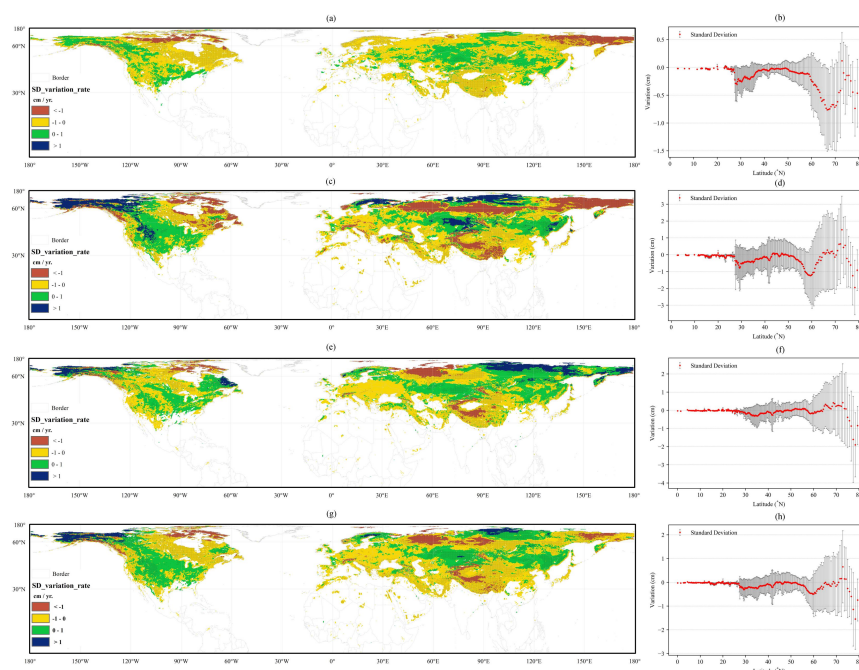 (a)
180°
60°N
30°N
Border
SD_variation_rate
cm / yr.
< -1
-1 - 0
0 - 1
> 1
180° 150°W 120°W 90°W 60°W 30°W 0° 30°E 60°E 90°E 120°E 150°E 180°
(b)
Standard Deviation
Variation (cm)
0.5
0.0
−0.5
−1.0
−1.5
0 10 20 30 40 50 60 70
Latitude (°N)
(c)
180°
60°N
30°N
Border
SD_variation_rate
cm / yr.
< -1
-1 - 0
0 - 1
> 1
180° 150°W 120°W 90°W 60°W 30°W 0° 30°E 60°E 90°E 120°E 150°E 180°
(d)
Standard Deviation
Variation (cm)
3
2
1
0
−1
−2
−3
0 10 20 30 40 50 60 70
Latitude (°N)
(e)
180°
60°N
30°N
Border
SD_variation_rate
cm / yr.
< -1
-1 - 0
0 - 1
> 1
180° 150°W 120°W 90°W 60°W 30°W 0° 30°E 60°E 90°E 120°E 150°E 180°
(f)
Standard Deviation
Variation (cm)
2
1
0
−1
−2
−3
−4
0 10 20 30 40 50 60 70
Latitude (°N)
(g)
180°
60°N
30°N
Border
SD_variation_rate
cm / yr.
< -1
-1 - 0
0 - 1
> 1
180° 150°W 120°W 90°W 60°W 30°W 0° 30°E 60°E 90°E 120°E 150°E 180°
(h)
Standard Deviation
Variation (cm)
2
1
0
−1
−2
−3
0 10 20 30 40 50 60 70